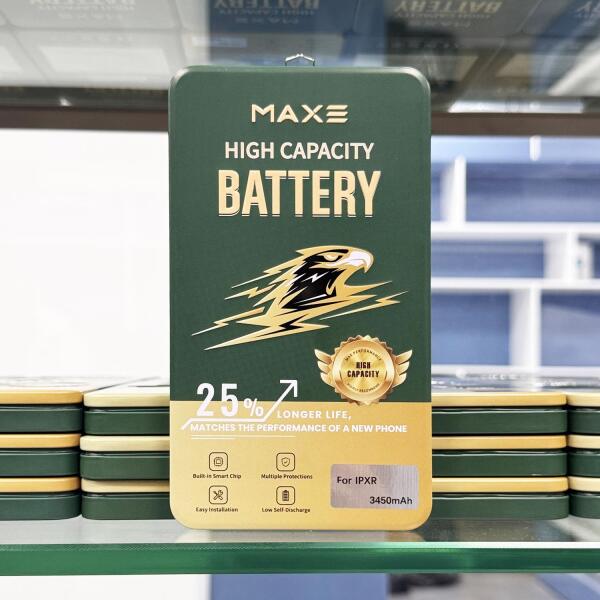 MAXE
HIGH CAPACITY
BATTERY
HIGH
CAPACITY
25%
LONGER LIFE,
MATCHES THE PERFORMANCE OF A NEW PHONE
Built-in Smart Chip
Multiple Protections
Easy Installation
Low Self-Discharge
For IPXR
3450mAh